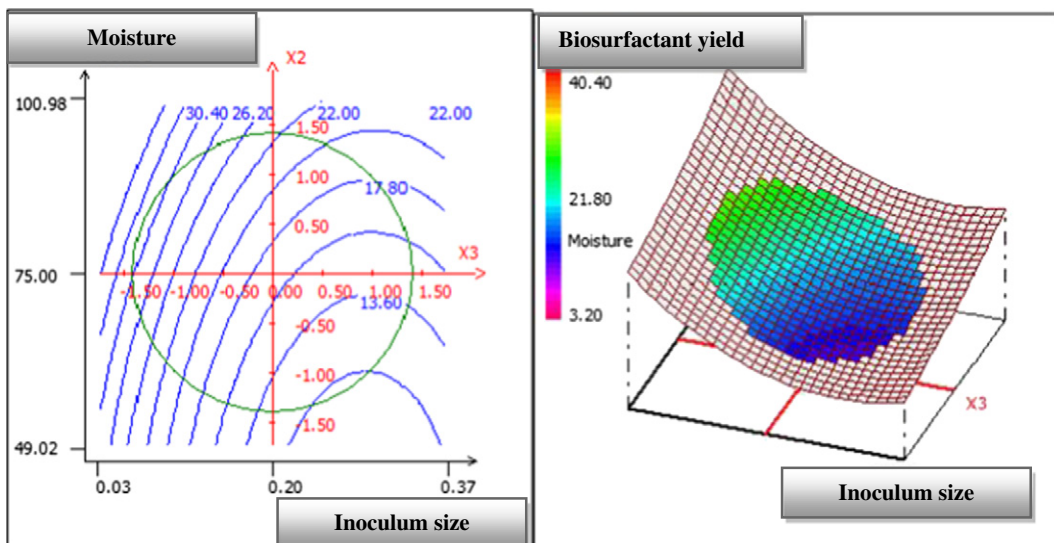 Moisture
X2
100.98
30.40 26.20 22.00 22.00
1.50
1.00
17.80
0.50
X3
75.00
-1.50 -1.00 -0.50 0.00 0.50 1.00 1.50
13.60
-0.50
-1.00
-1.50
49.02
0.03 0.20 0.37
Inoculum size
Biosurfactant yield
40.40
21.80
Moisture
3.20
X3
Inoculum size